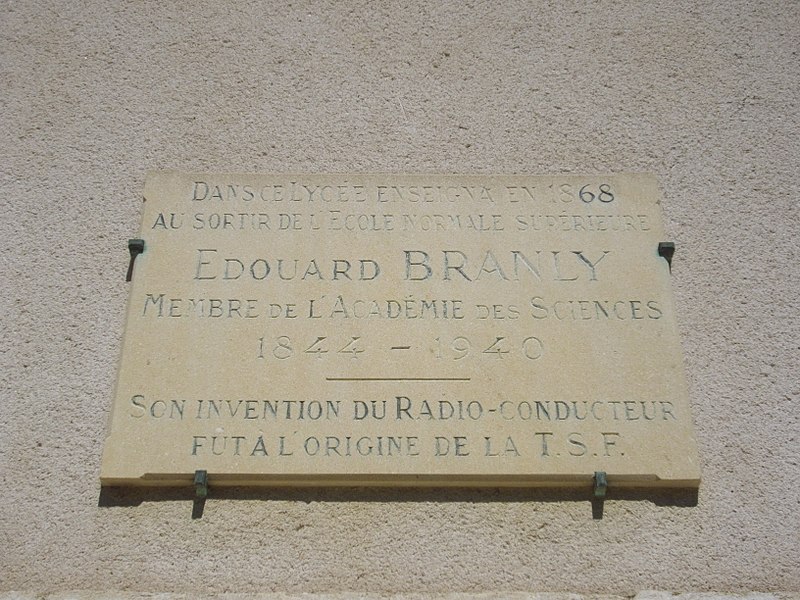 DANS CE LYCÉE ENSEIGNA EN 1868
AU SORTIR DE L'ECOLE NORMALE SUPÉRIEURE
EDOUARD BRANLY
MEMBRE DE L'ACADÉMIE DES SCIENCES
1844 - 1940
SON INVENTION DU RADIO-CONDUCTEUR
FUT À L'ORIGINE DE LA T.S.F.